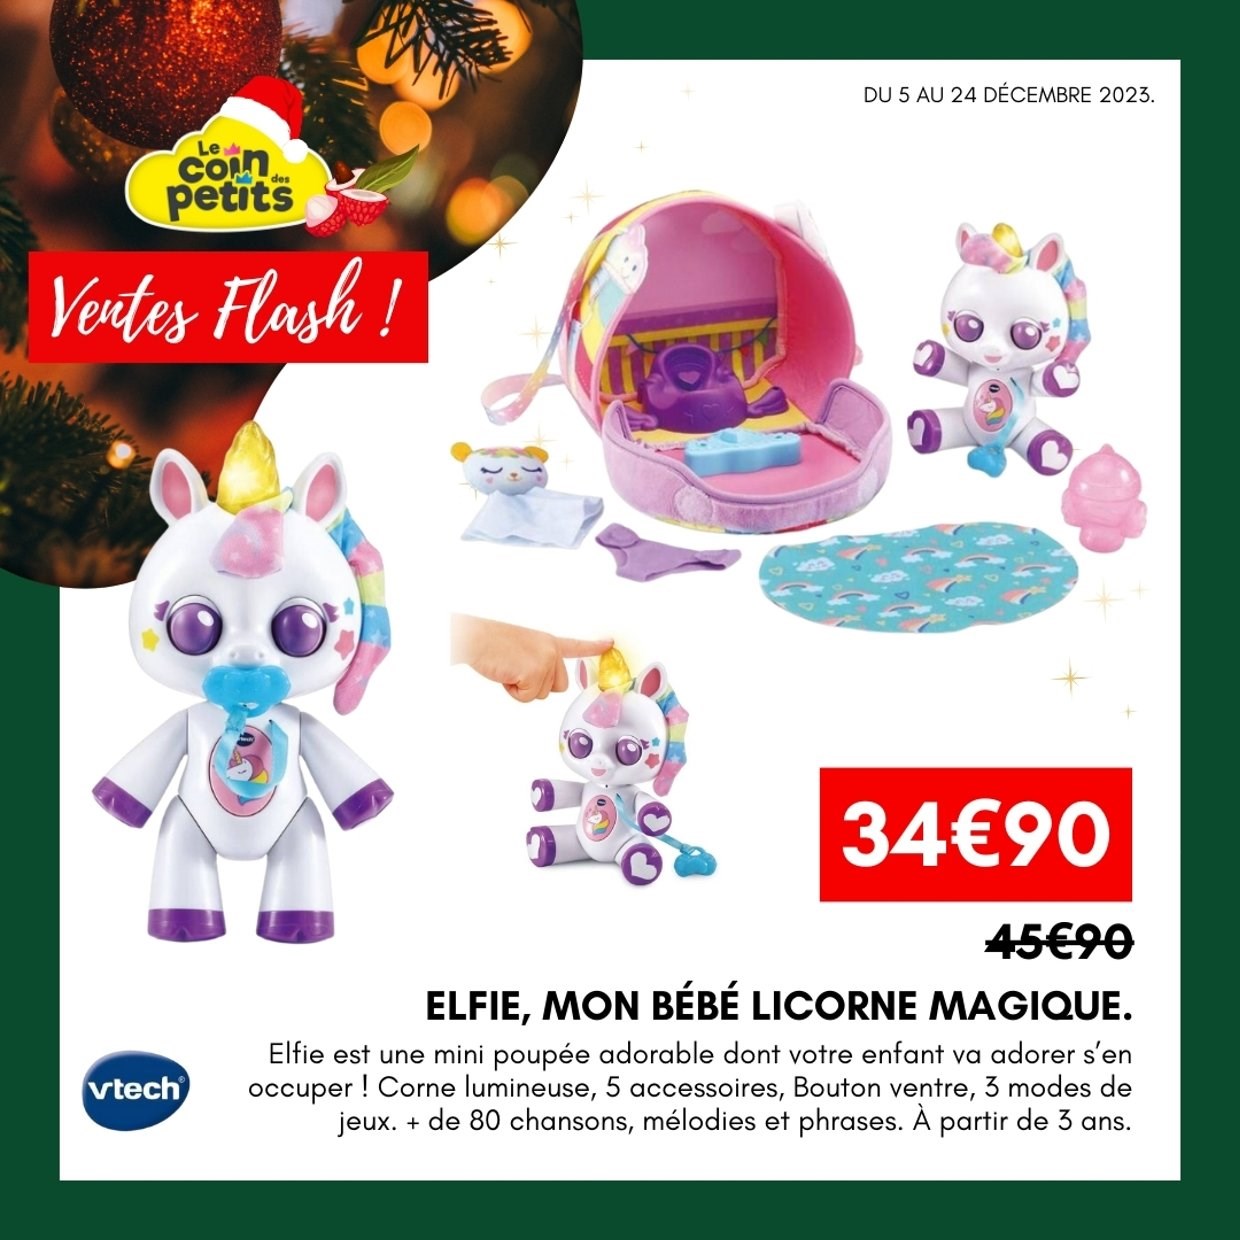 DU 5 AU 24 DÉCEMBRE 2023.
Le
coin
des
petits
Ventes Flash !
34€90
45€90
ELFIE, MON BÉBÉ LICORNE MAGIQUE.
Elfie est une mini poupée adorable dont votre enfant va adorer s’en
occuper ! Corne lumineuse, 5 accessoires, Bouton ventre, 3 modes de
jeux. + de 80 chansons, mélodies et phrases. À partir de 3 ans.
vtech®